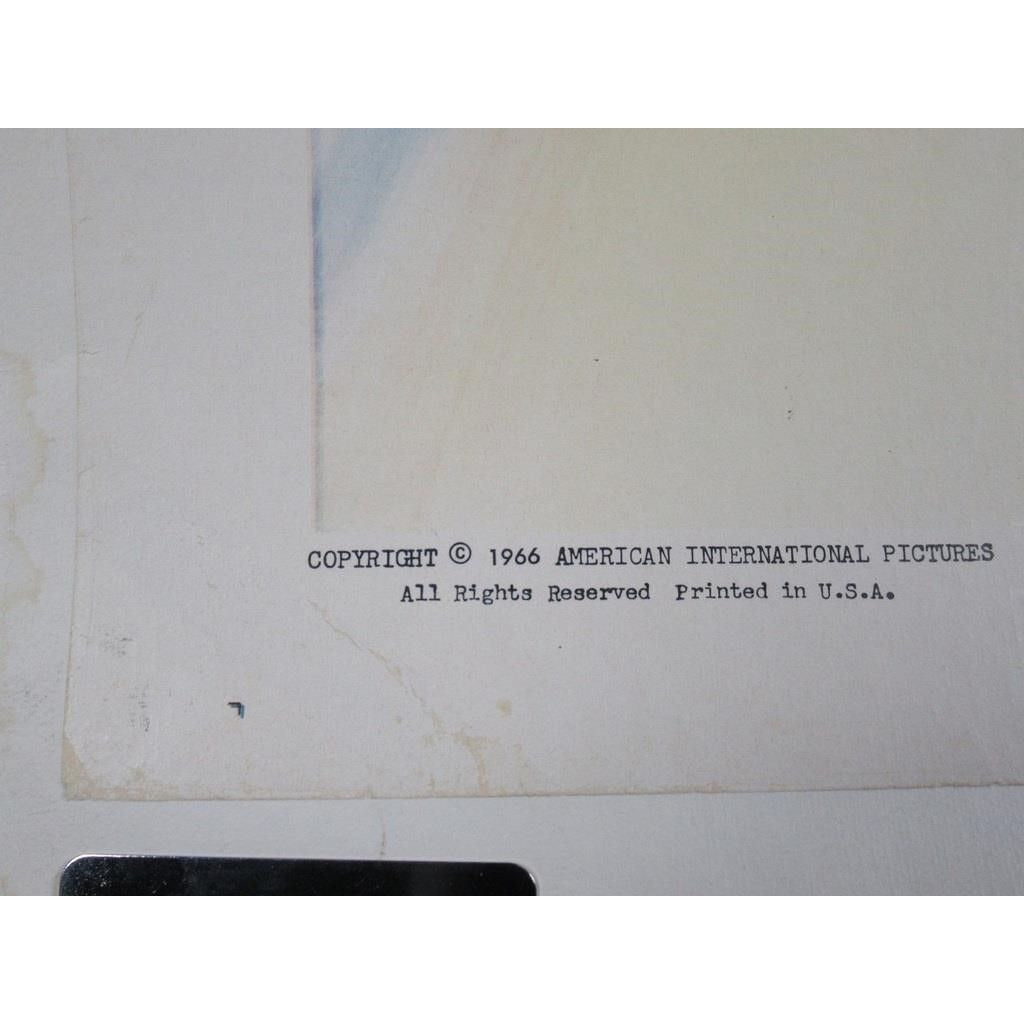 COPYRIGHT © 1966 AMERICAN INTERNATIONAL PICTURES
All Rights Reserved Printed in U.S.A.